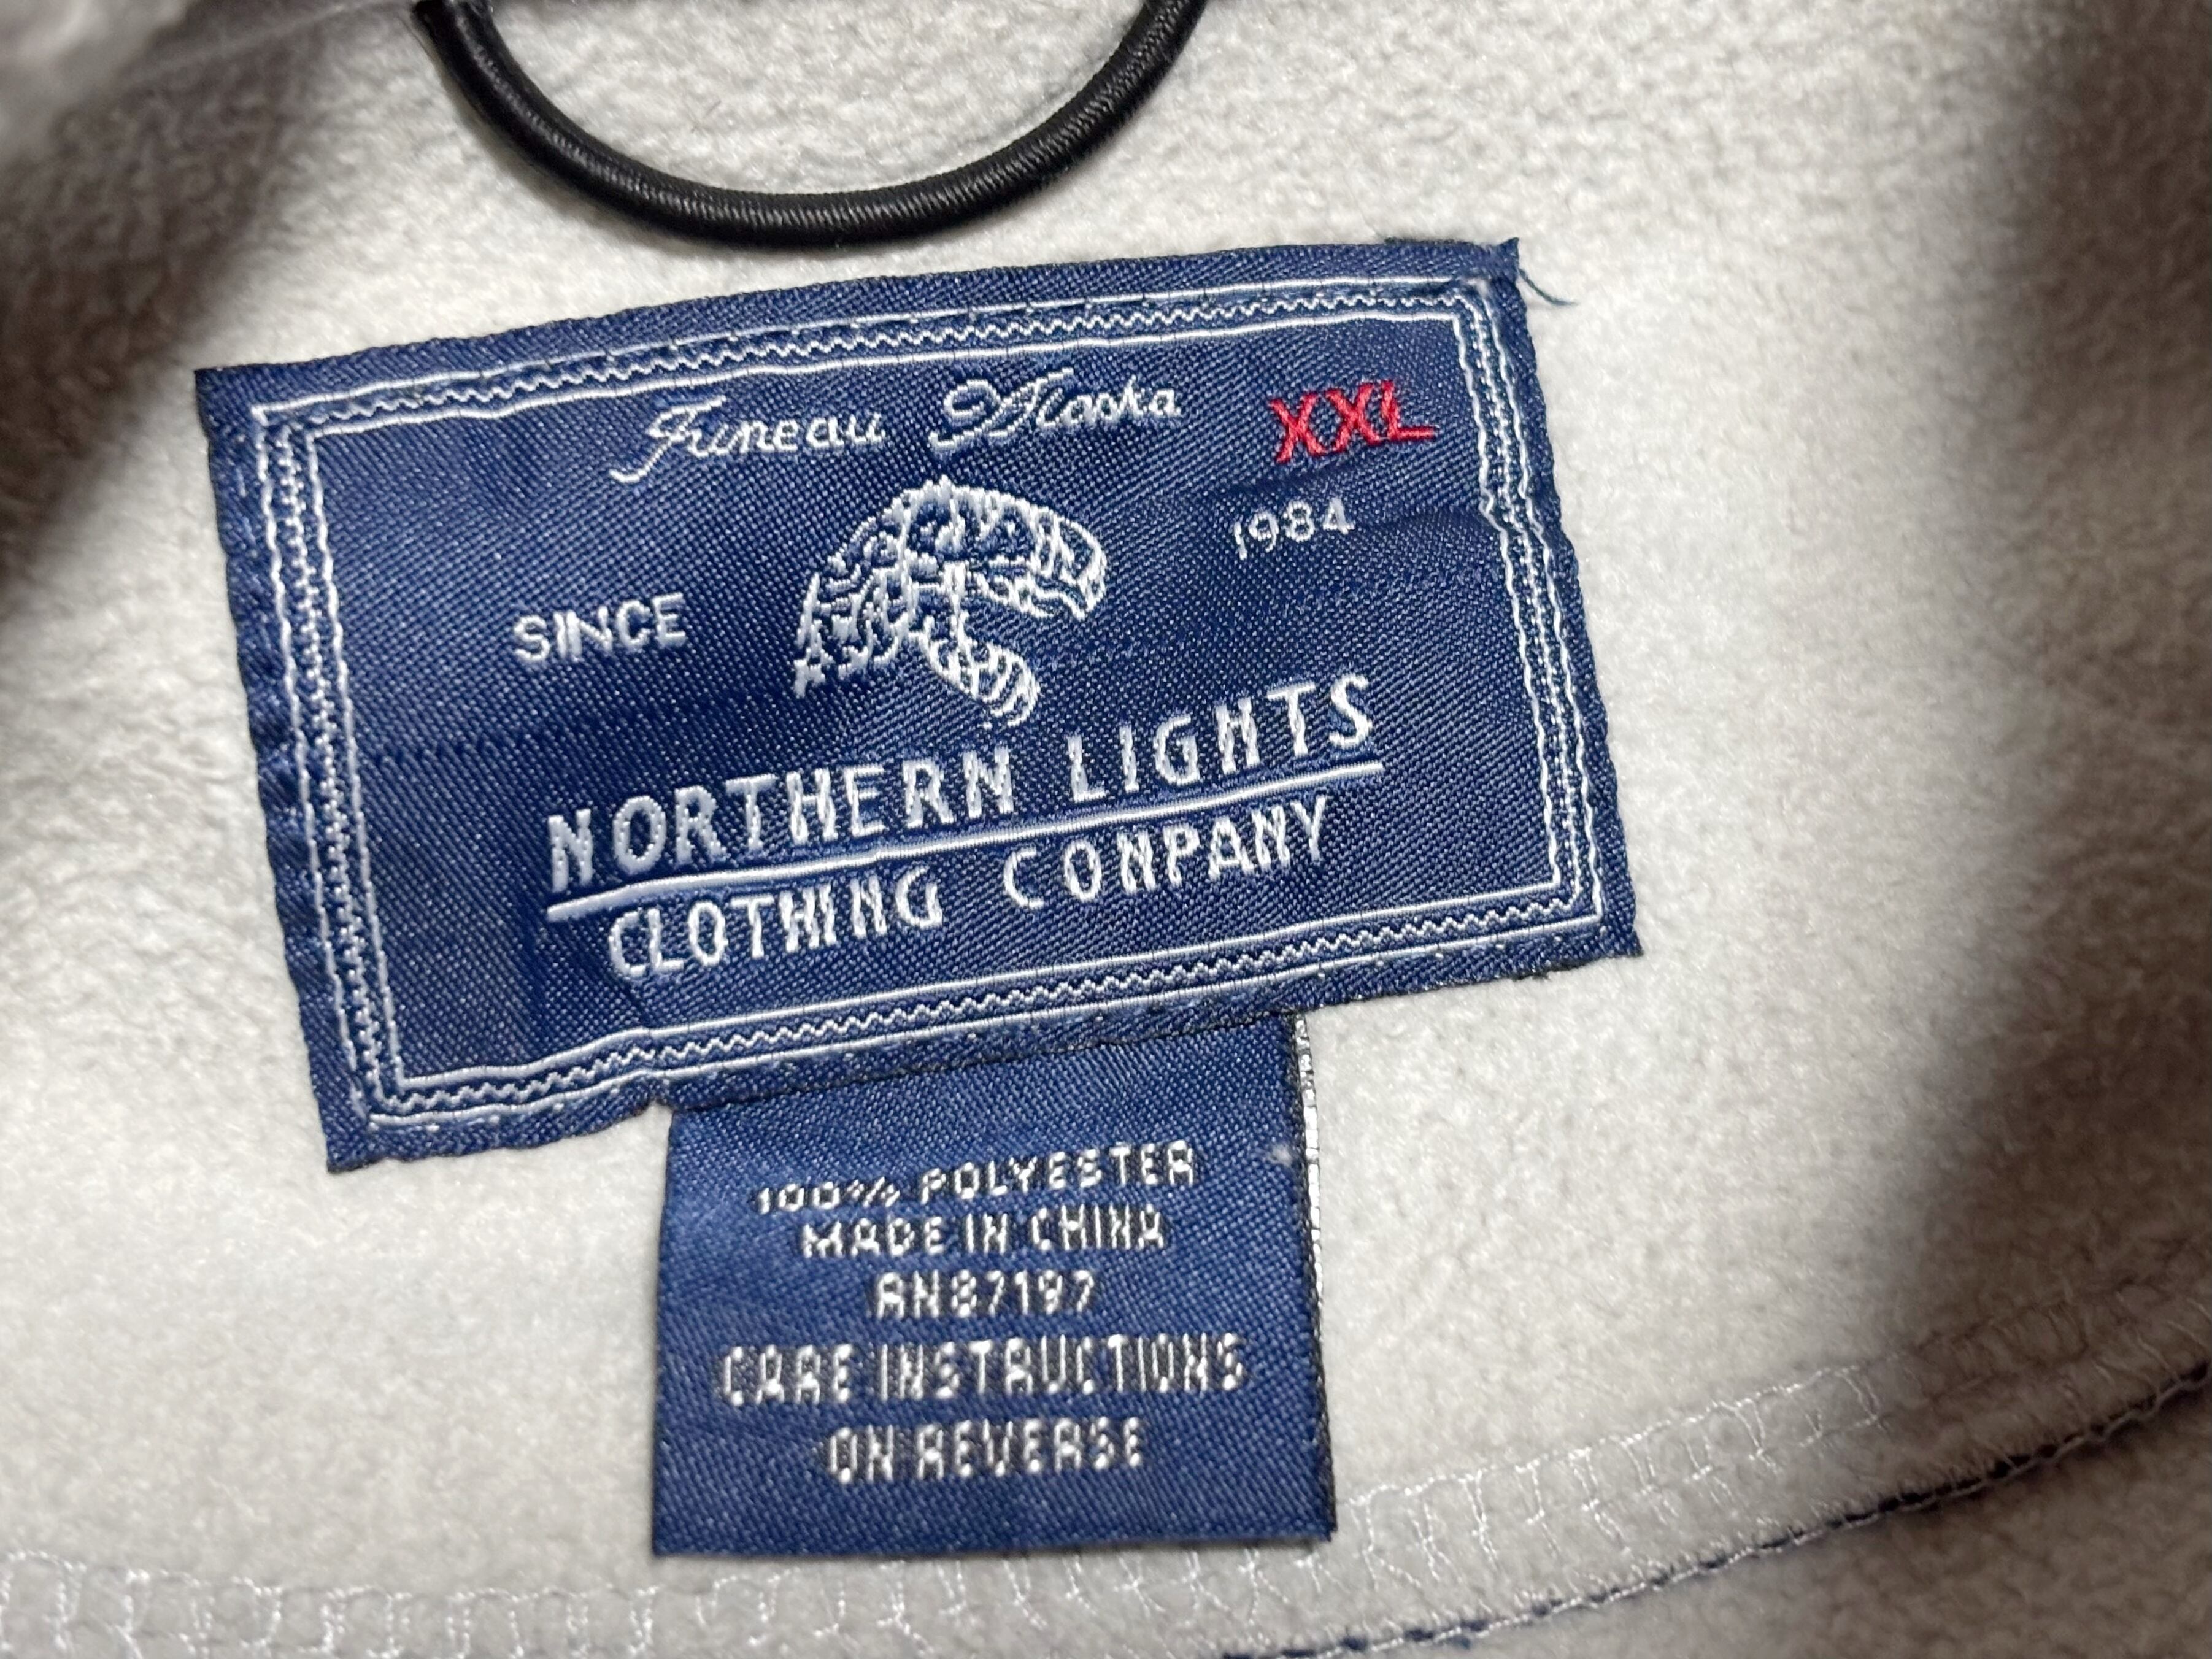 Juneau Alaska
XXL
SINCE 1984
NORTHERN LIGHTS
CLOTHING COMPANY
100% POLYESTER
MADE IN CHINA
RN87197
CARE INSTRUCTIONS
ON REVERSE